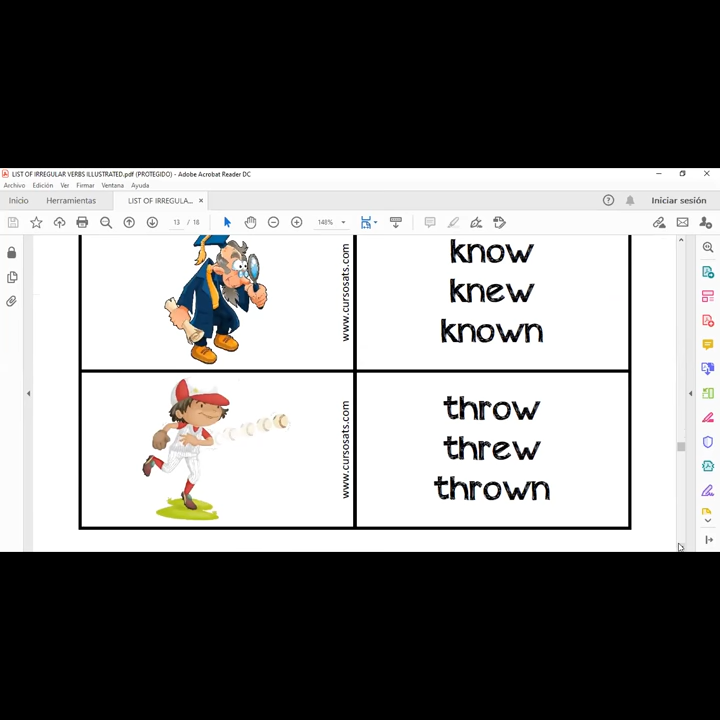 LIST OF IRREGULAR VERBS ILLUSTRATED.pdf (PROTEGIDO) - Adobe Acrobat Reader DC
Archivo Edición Ver Firmar Ventana Ayuda
Inicio Herramientas LIST OF IRREGULA... × Iniciar sesión
13 / 18 148%
www.cursosats.com
know
knew
known
www.cursosats.com
throw
threw
thrown